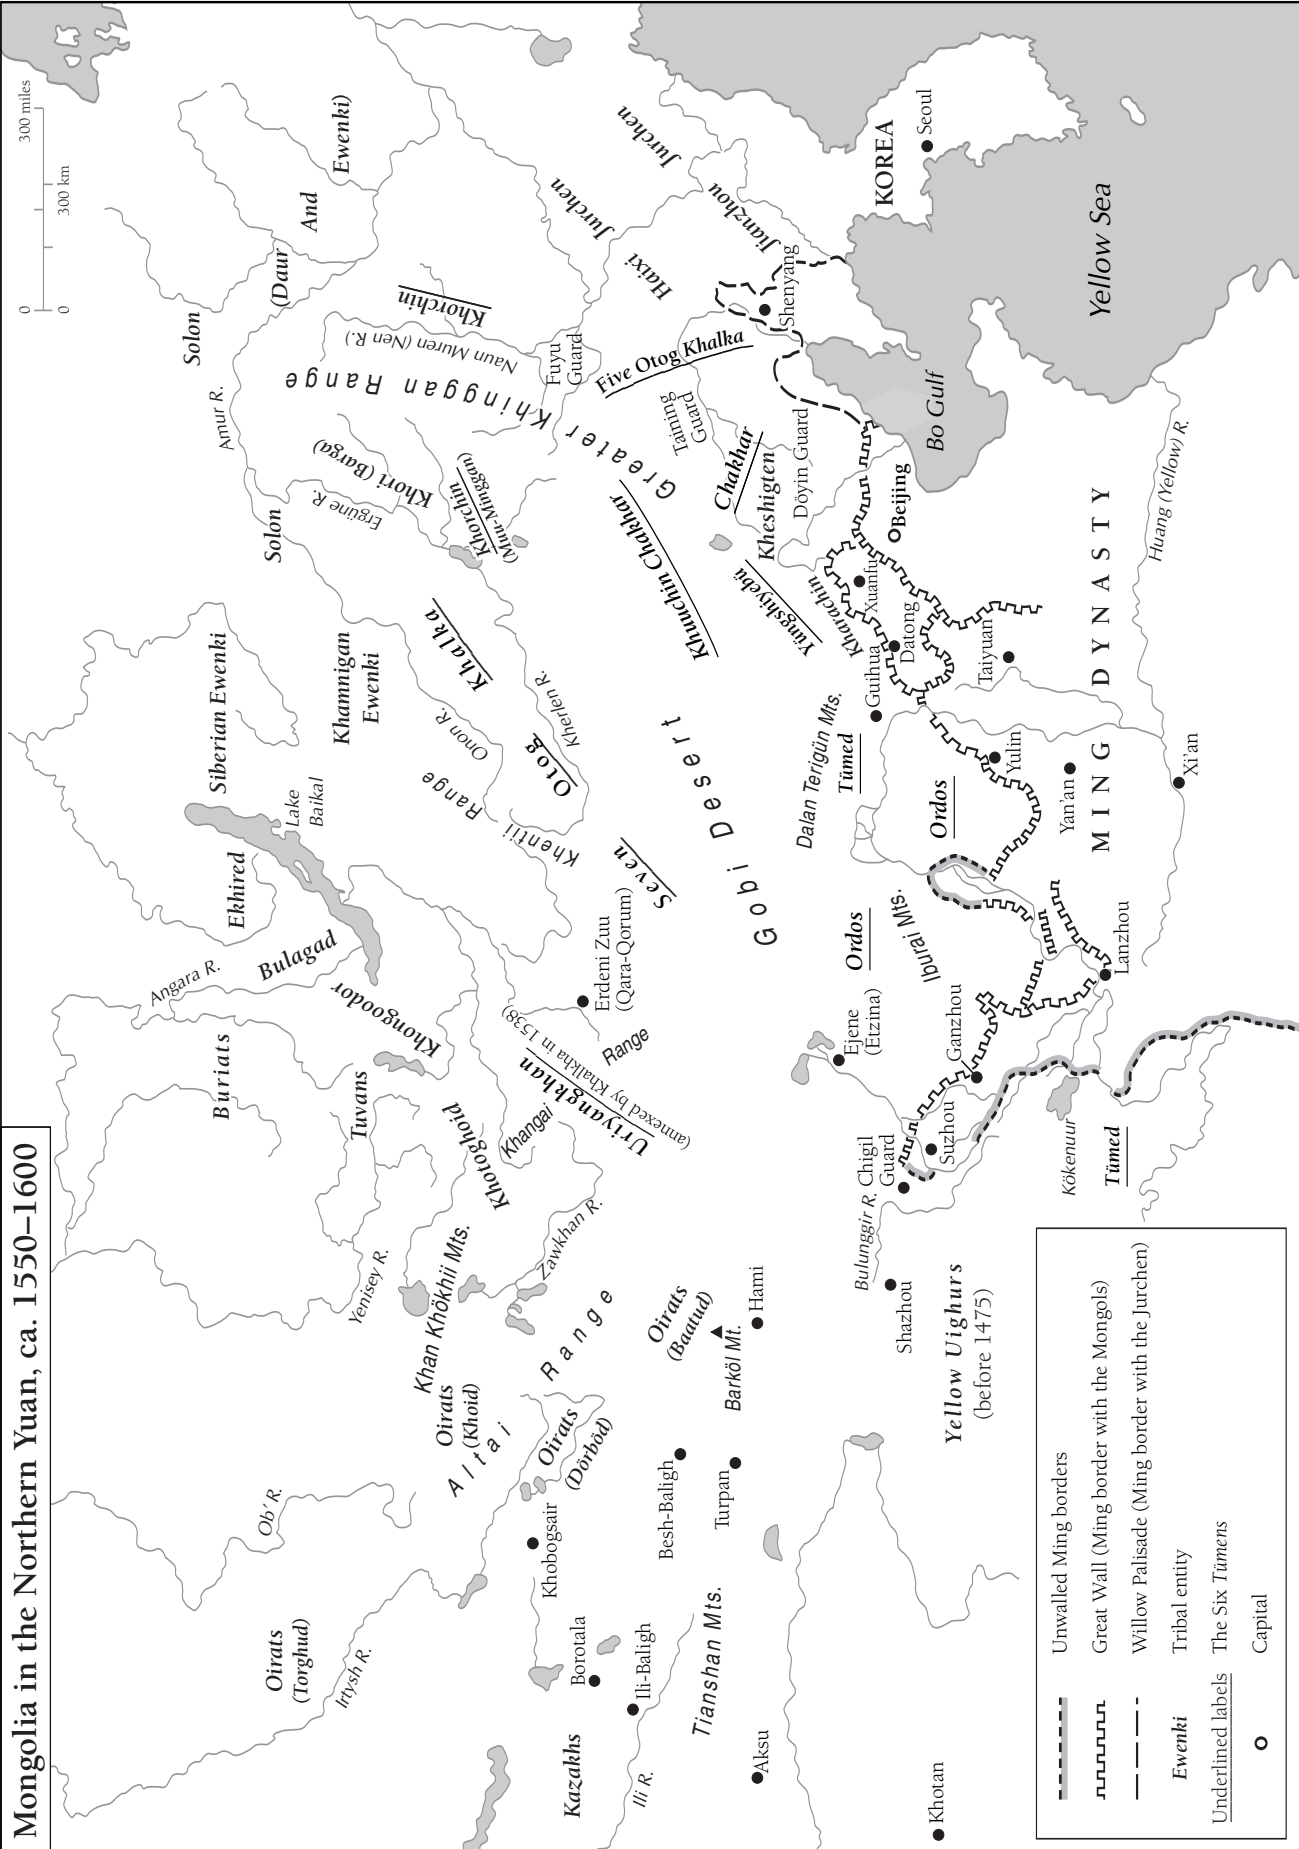 Mongolia in the Northern Yuan, ca. 1550–1600
0
300 miles
0
300 km
Ob' R.
Oirats
(Torghud)
Irtysh R.
Yenisey R.
Buriats
Tuvans
Angara R.
Ekhired
Bulagad
Khongoodor
Siberian Ewenki
Lake
Baikal
Khamnigan
Ewenki
Solon
Solon
Amur R.
(Daur
And
Ewenki)
Ergüne R.
Khori (Barga)
Khorchin
(Muu-Minggan)
Greater Khinggan Range
Naun Muren (Nen R.)
Khorchin
Fuyu
Guard
Haixi
Jurchen
Jianzhou
Jurchen
Khan Khökhii Mts.
Khotoghoid
Oirats
(Khoid)
Altai
Range
Oirats
(Dörböd)
Zawkhan R.
Khangai
Range
Uriyangkhan
(annexed by Khalkha in 1538)
Erdeni Zuu
(Qara-Qorum)
Khentii
Range
Onon R.
Kherlen R.
Seven
Otog
Khalka
Khuuchin Chakhar
Five Otog Khalka
Taining
Guard
Chakhar
Kheshigten
Döyin Guard
Yüngshiyebü
Kharachin
Shenyang
KOREA
Seoul
Yellow Sea
Bo Gulf
Beijing
Xuanfu
Datong
Guihua
Taiyuan
Gobi Desert
Dalan Terigün Mts.
Tümed
Ordos
Yulin
Yan'an
Xi'an
MING DYNASTY
Huang (Yellow) R.
Ordos
Iburai Mts.
Lanzhou
Ejene
(Etzina)
Ganzhou
Suzhou
Chigil
Guard
Bulunggir R.
Shazhou
Kökenuur
Tümed
Yellow Uighurs
(before 1475)
Oirats
(Baatud)
Barköl Mt.
Hami
Besh-Baligh
Turpan
Khobogsair
Borotala
Ili-Baligh
Kazakhs
Ili R.
Tianshan Mts.
Aksu
Khotan
Unwalled Ming borders
Great Wall (Ming border with the Mongols)
Willow Palisade (Ming border with the Jurchen)
Ewenki
Tribal entity
Underlined labels
The Six Tümens
Capital